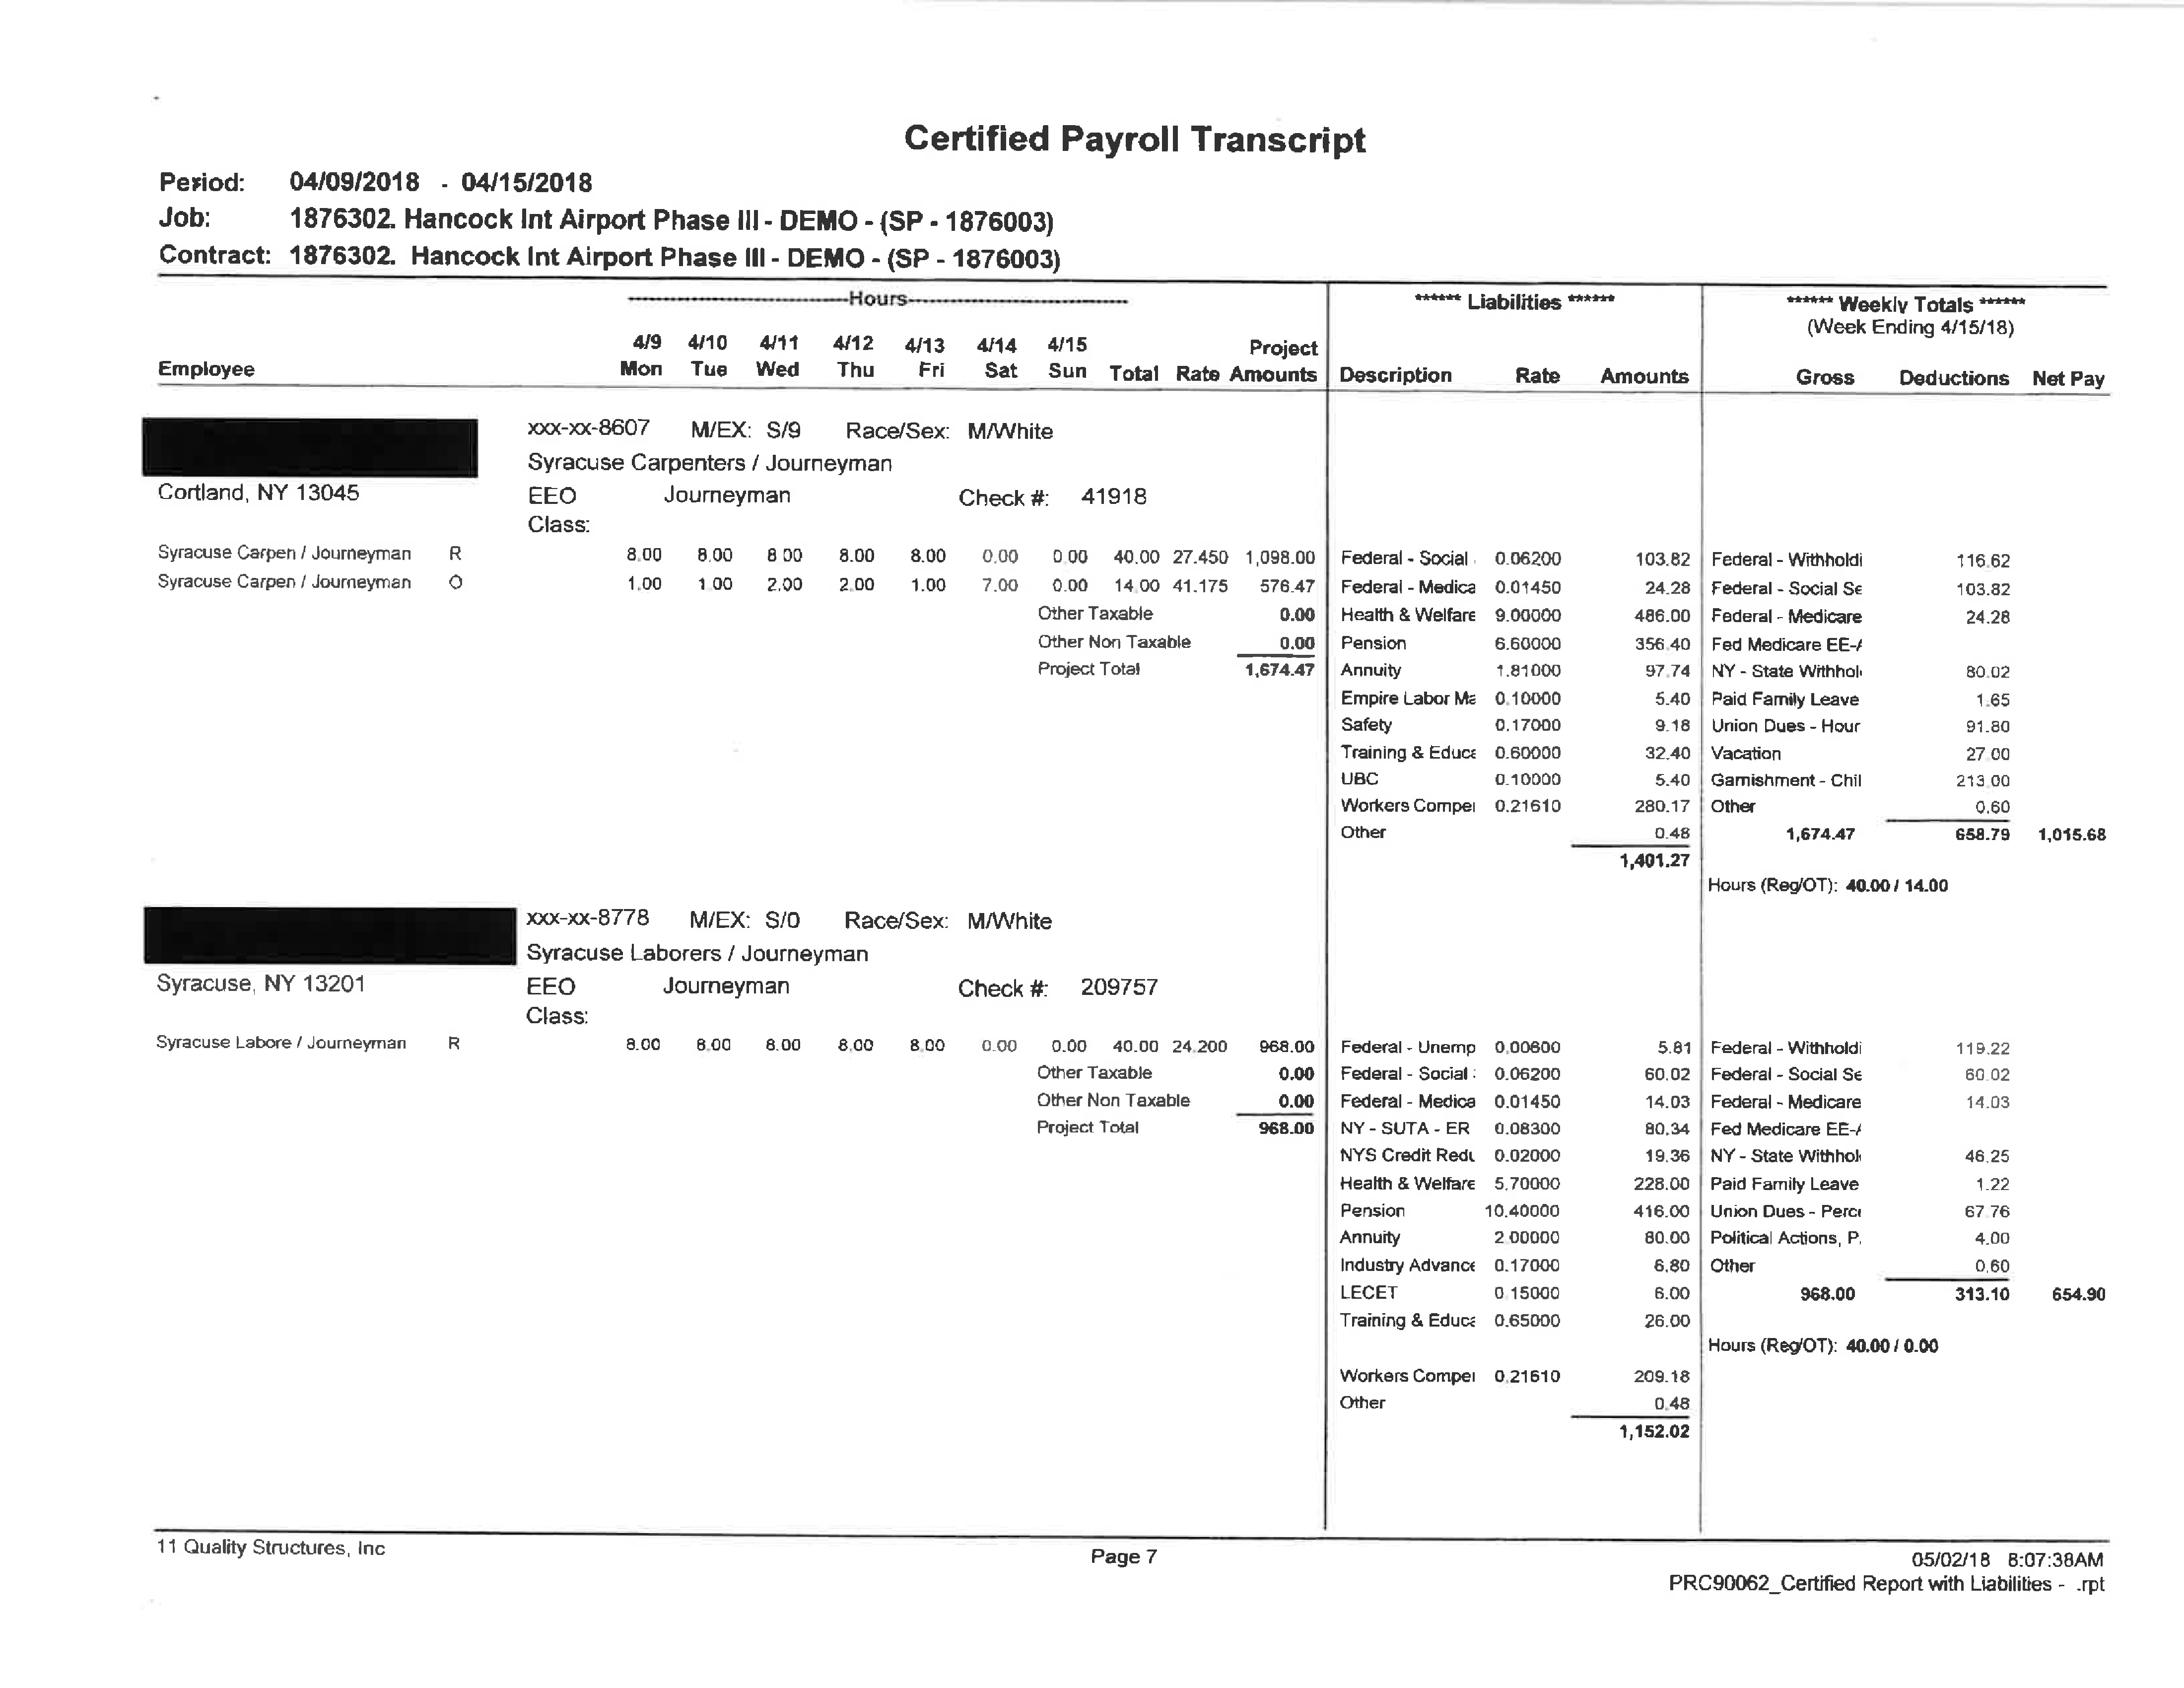 Certified Payroll Transcript
Period: 04/09/2018 - 04/15/2018
Job: 1876302. Hancock Int Airport Phase III - DEMO - (SP - 1876003)
Contract: 1876302. Hancock Int Airport Phase III - DEMO - (SP - 1876003)
Hours
****** Liabilities ******
****** Weekly Totals ******
(Week Ending 4/15/18)
4/9 4/10 4/11 4/12 4/13 4/14 4/15 Project
Employee Mon Tue Wed Thu Fri Sat Sun Total Rate Amounts Description Rate Amounts Gross Deductions Net Pay
xxx-xx-8607 M/EX: S/9 Race/Sex: M/White
Syracuse Carpenters / Journeyman
Cortland, NY 13045 EEO Journeyman Check #: 41918
Class:
Syracuse Carpen / Journeyman R 8.00 8.00 8.00 8.00 8.00 0.00 0.00 40.00 27.450 1,098.00 Federal - Social 0.06200 103.82 Federal - Withholdi 116.62
Syracuse Carpen / Journeyman O 1.00 1.00 2.00 2.00 1.00 7.00 0.00 14.00 41.175 576.47 Federal - Medica 0.01450 24.28 Federal - Social Se 103.82
Other Taxable 0.00 Health & Welfare 9.00000 486.00 Federal - Medicare 24.28
Other Non Taxable 0.00 Pension 6.60000 356.40 Fed Medicare EE-A
Project Total 1,674.47 Annuity 1.81000 97.74 NY - State Withhol 80.02
Empire Labor Ma 0.10000 5.40 Paid Family Leave 1.65
Safety 0.17000 9.18 Union Dues - Hour 91.80
Training & Educa 0.60000 32.40 Vacation 27.00
UBC 0.10000 5.40 Garnishment - Chil 213.00
Workers Compe 0.21610 280.17 Other 0.60
Other 0.48 1,674.47 658.79 1,015.68
1,401.27
Hours (Reg/OT): 40.00 / 14.00
xxx-xx-8778 M/EX: S/0 Race/Sex: M/White
Syracuse Laborers / Journeyman
Syracuse, NY 13201 EEO Journeyman Check #: 209757
Class:
Syracuse Labore / Journeyman R 8.00 8.00 8.00 8.00 8.00 0.00 0.00 40.00 24.200 968.00 Federal - Unemp 0.00600 5.81 Federal - Withholdi 119.22
Other Taxable 0.00 Federal - Social 0.06200 60.02 Federal - Social Se 60.02
Other Non Taxable 0.00 Federal - Medica 0.01450 14.03 Federal - Medicare 14.03
Project Total 968.00 NY - SUTA - ER 0.08300 80.34 Fed Medicare EE-A
NYS Credit Redu 0.02000 19.36 NY - State Withhol 46.25
Health & Welfare 5.70000 228.00 Paid Family Leave 1.22
Pension 10.40000 416.00 Union Dues - Perc 67.76
Annuity 2.00000 80.00 Political Actions, P. 4.00
Industry Advance 0.17000 6.80 Other 0.60
LECET 0.15000 6.00 968.00 313.10 654.90
Training & Educa 0.65000 26.00
Hours (Reg/OT): 40.00 / 0.00
Workers Compe 0.21610 209.18
Other 0.48
1,152.02
11 Quality Structures, Inc Page 7 05/02/18 8:07:38AM
PRC90062_Certified Report with Liabilities - .rpt